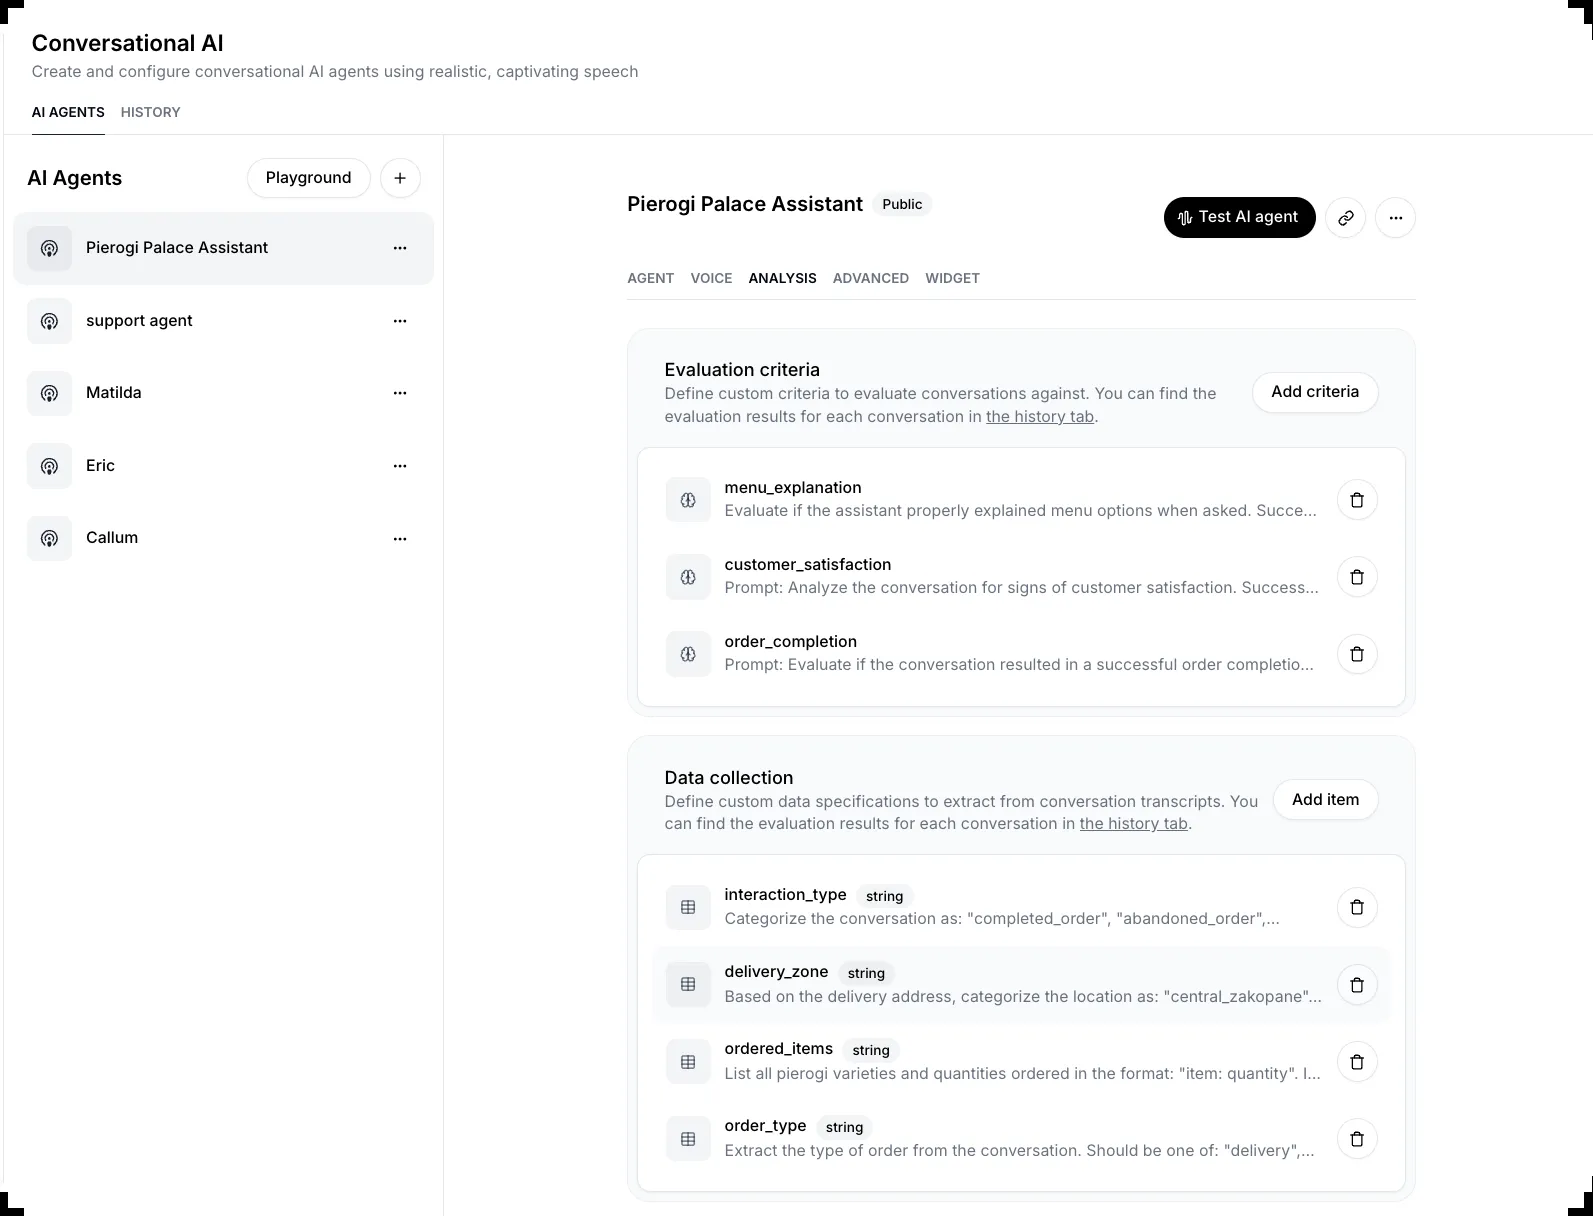 Conversational AI
Create and configure conversational AI agents using realistic, captivating speech
AI AGENTS HISTORY
AI Agents Playground
Pierogi Palace Assistant
support agent
Matilda
Eric
Callum
Pierogi Palace Assistant Public
Test AI agent
AGENT VOICE ANALYSIS ADVANCED WIDGET
Evaluation criteria
Define custom criteria to evaluate conversations against. You can find the
evaluation results for each conversation in the history tab.
Add criteria
menu_explanation
Evaluate if the assistant properly explained menu options when asked. Succe...
customer_satisfaction
Prompt: Analyze the conversation for signs of customer satisfaction. Success...
order_completion
Prompt: Evaluate if the conversation resulted in a successful order completio...
Data collection
Define custom data specifications to extract from conversation transcripts. You
can find the evaluation results for each conversation in the history tab.
Add item
interaction_type string
Categorize the conversation as: "completed_order", "abandoned_order",...
delivery_zone string
Based on the delivery address, categorize the location as: "central_zakopane"...
ordered_items string
List all pierogi varieties and quantities ordered in the format: "item: quantity". I...
order_type string
Extract the type of order from the conversation. Should be one of: "delivery",...